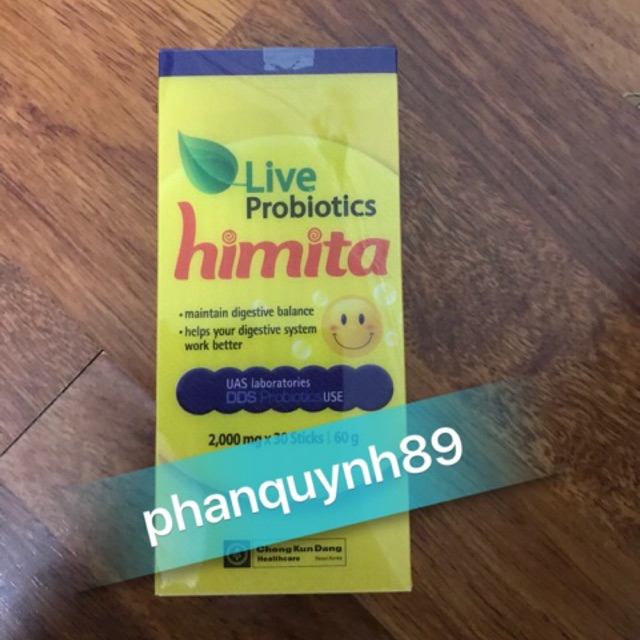 Live
Probiotics
himita
• maintain digestive balance
• helps your digestive system
work better
UAS laboratories
DDS Probiotics USE
2,000 mg x 30 Sticks | 60 g
phanquynh89
Chong Kun Dang
Healthcare